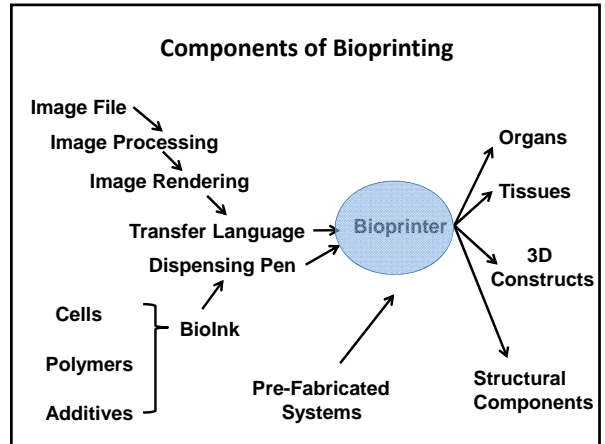 Components of Bioprinting
Image File
Image Processing
Image Rendering
Transfer Language
Dispensing Pen
BioInk
Cells
Polymers
Additives
Pre-Fabricated
Systems
Bioprinter
Organs
Tissues
3D
Constructs
Structural
Components